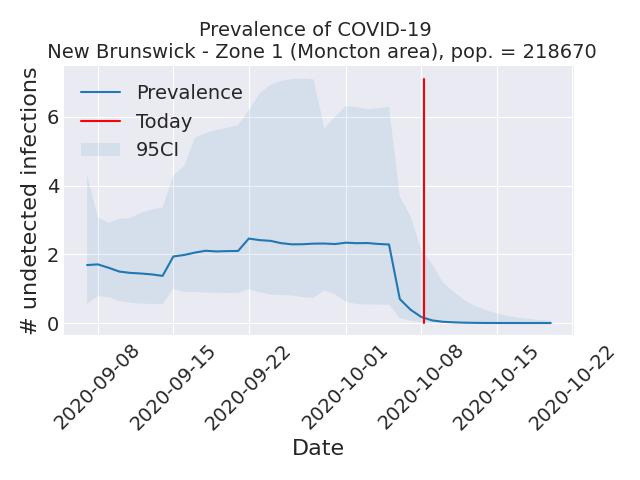 Prevalence of COVID-19
New Brunswick - Zone 1 (Moncton area), pop. = 218670
# undetected infections
6
4
2
0
Prevalence
Today
95CI
2020-09-08
2020-09-15
2020-09-22
2020-10-01
2020-10-08
2020-10-15
2020-10-22
Date